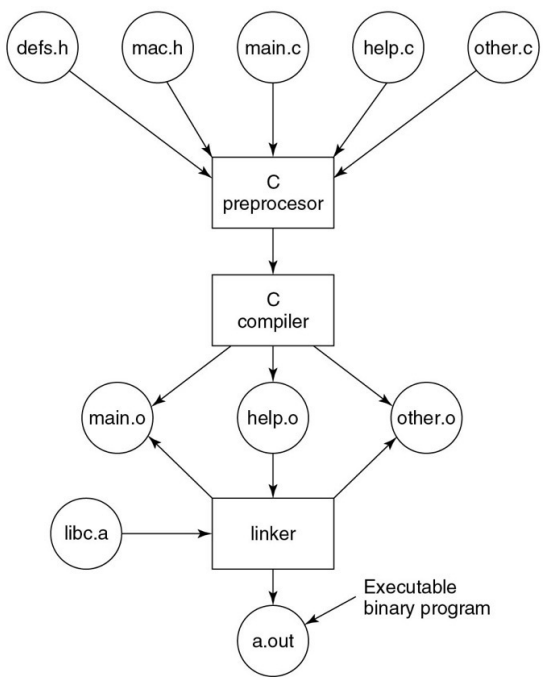 defs.h
mac.h
main.c
help.c
other.c
C
preprocesor
C
compiler
main.o
help.o
other.o
libc.a
linker
Executable
binary program
a.out